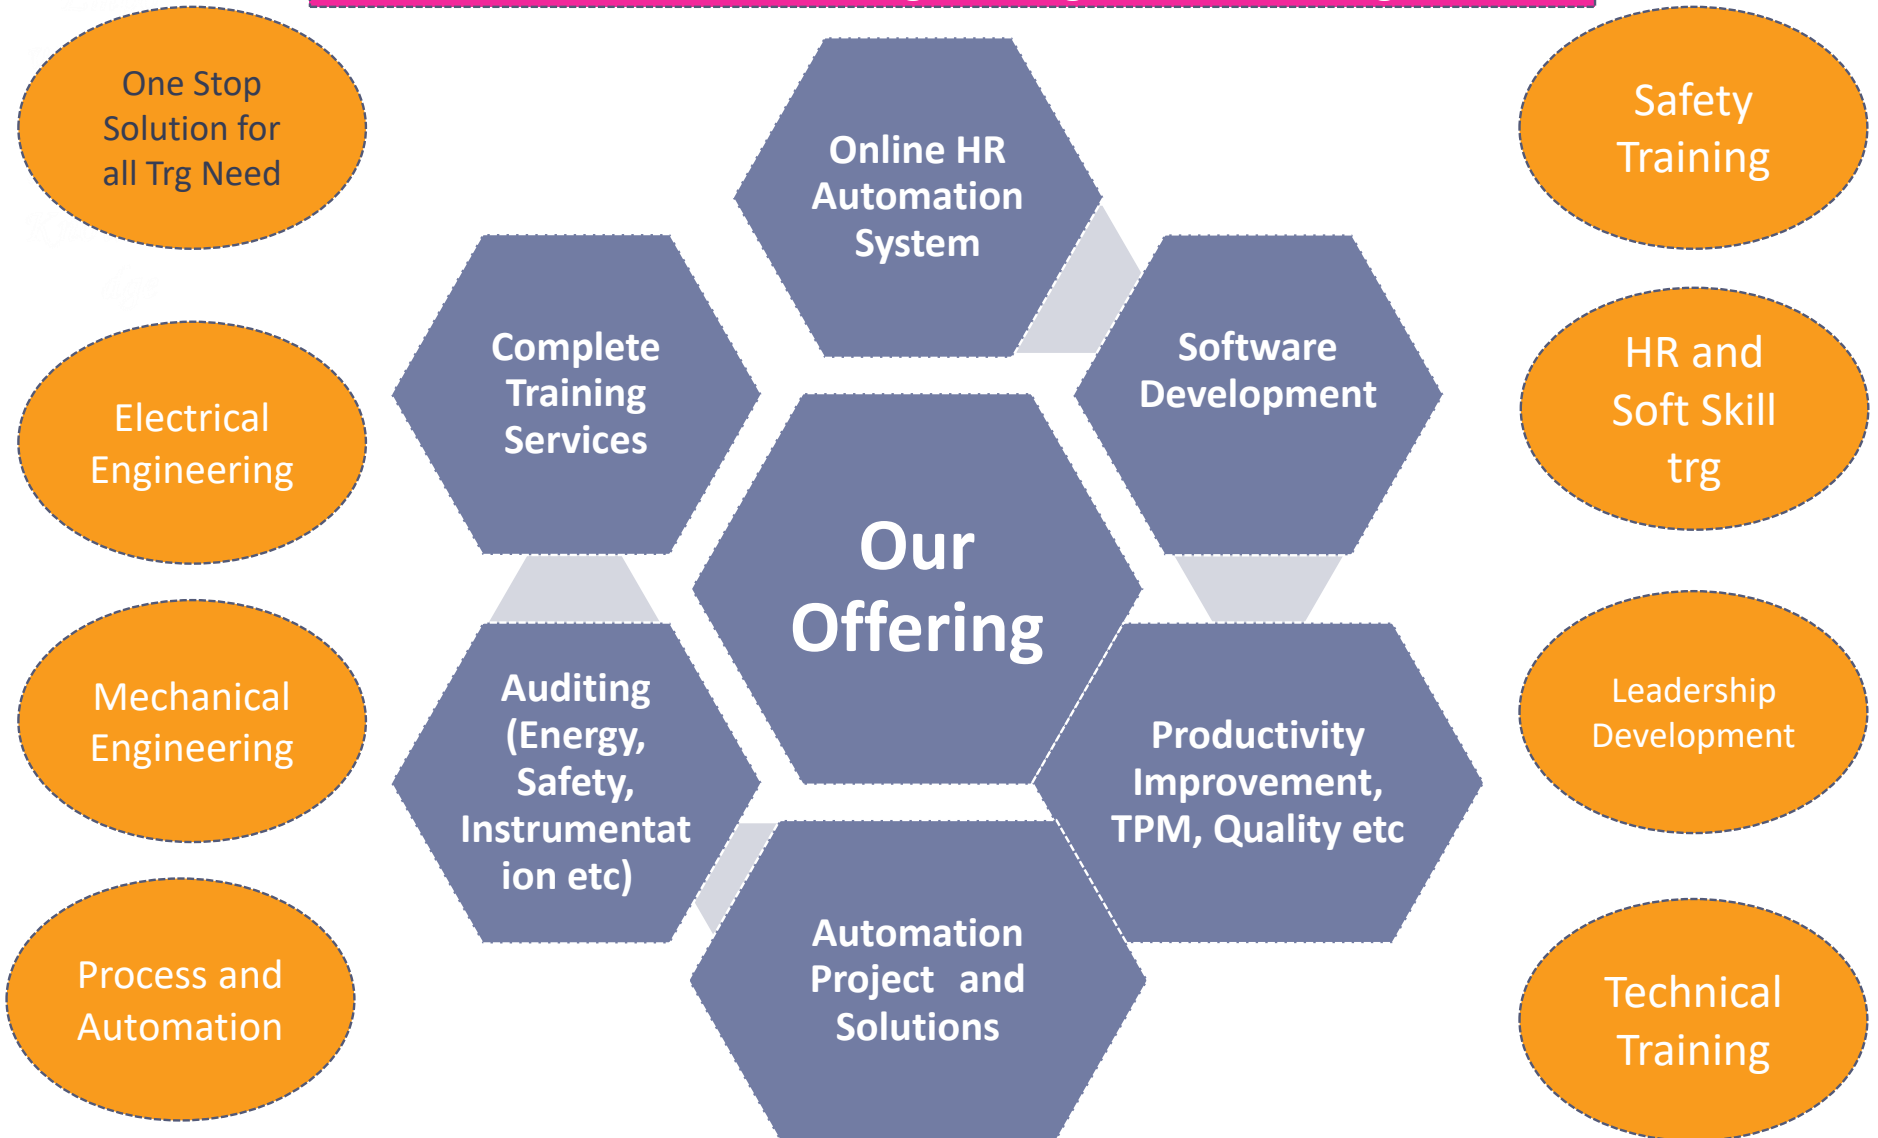 One Stop
Solution for
all Trg Need
Electrical
Engineering
Mechanical
Engineering
Process and
Automation
Online HR
Automation
System
Complete
Training
Services
Software
Development
Our
Offering
Auditing
(Energy,
Safety,
Instrumentat
ion etc)
Productivity
Improvement,
TPM, Quality etc
Automation
Project and
Solutions
Safety
Training
HR and
Soft Skill
trg
Leadership
Development
Technical
Training